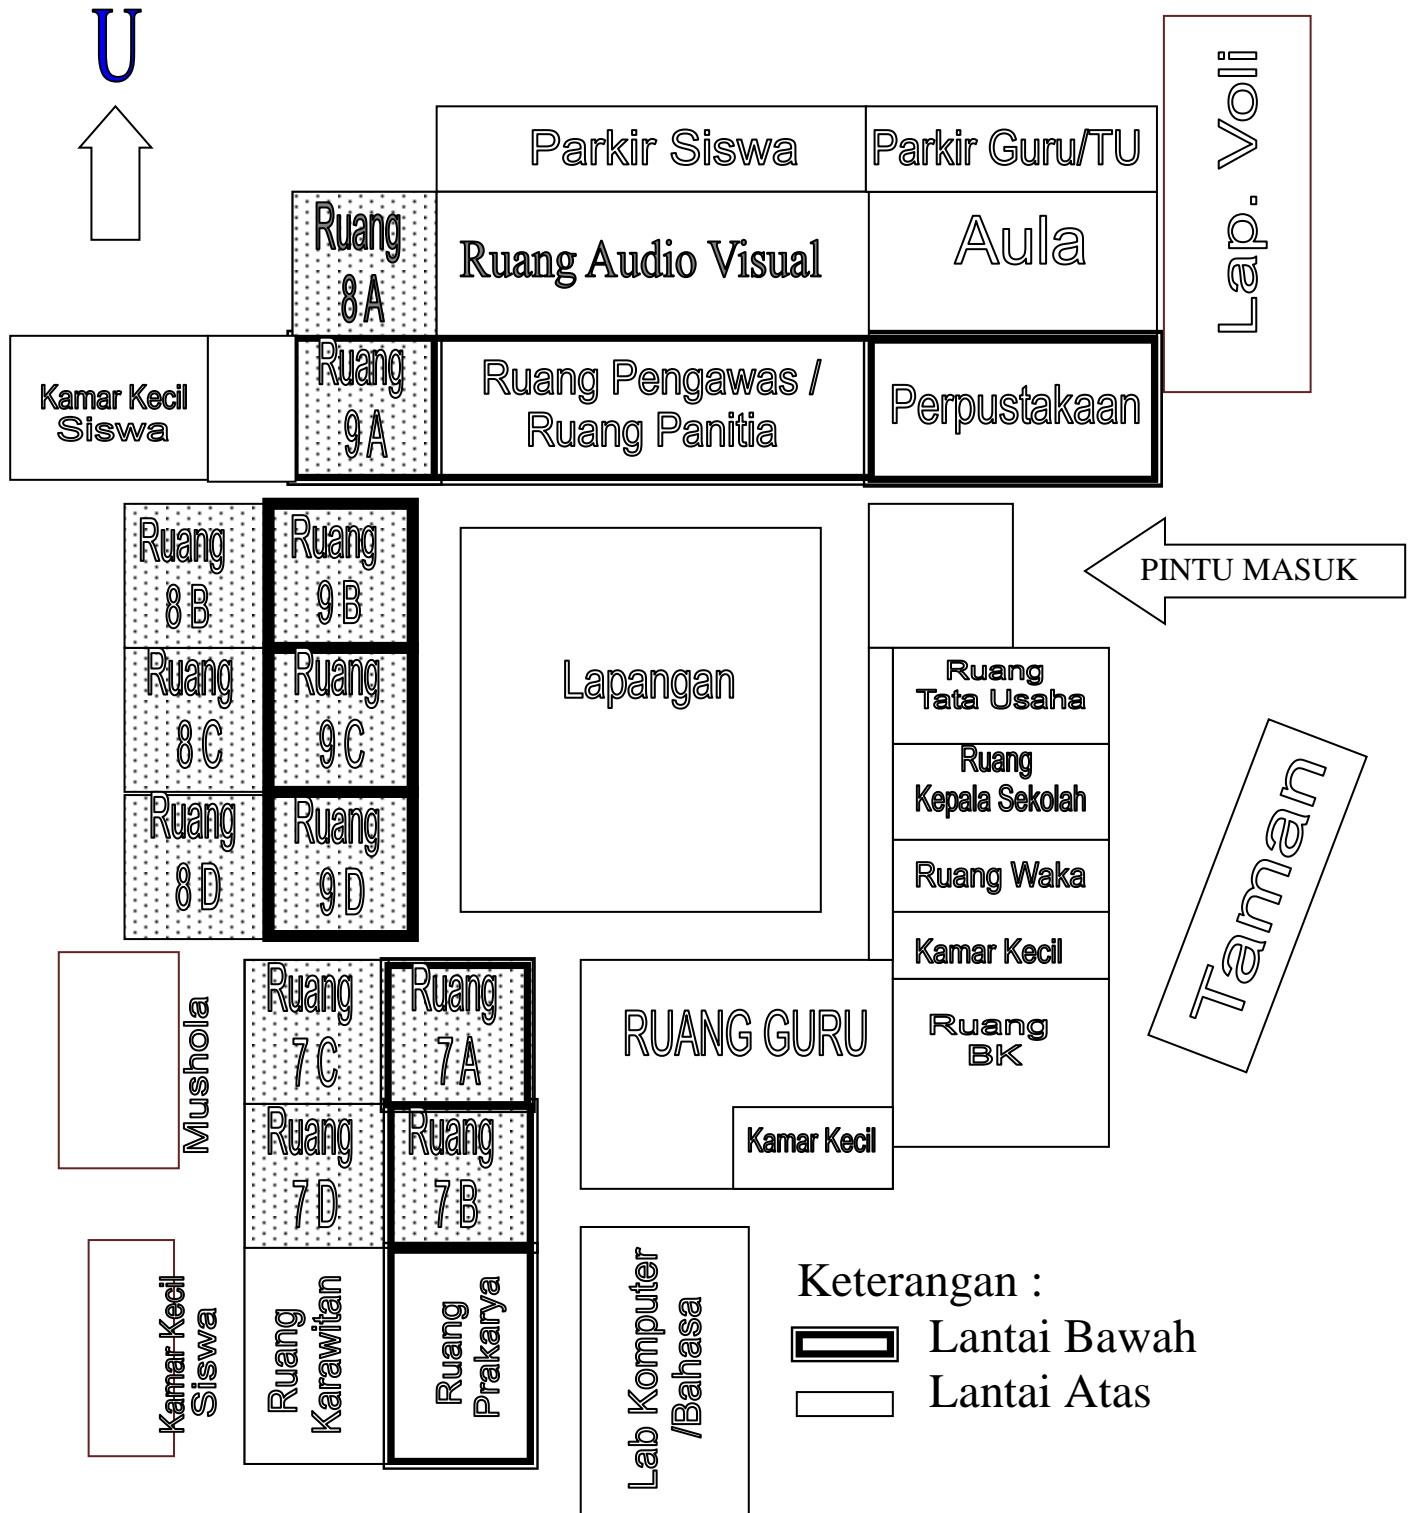 U
Lap. Voli
Parkir Siswa
Parkir Guru/TU
Ruang
8 A
Ruang Audio Visual
Aula
Kamar Kecil
Siswa
Ruang
9 A
Ruang Pengawas /
Ruang Panitia
Perpustakaan
Ruang
8 B
Ruang
9 B
PINTU MASUK
Ruang
8 C
Ruang
9 C
Lapangan
Ruang
Tata Usaha
Ruang
Kepala Sekolah
Ruang
8 D
Ruang
9 D
Ruang Waka
Kamar Kecil
Taman
Mushola
Ruang
7 C
Ruang
7 A
RUANG GURU
Ruang
BK
Ruang
7 D
Ruang
7 B
Kamar Kecil
Kamar Kecil
Siswa
Ruang
Karawitan
Ruang
Prakarya
Lab Komputer
/Bahasa
Keterangan :
Lantai Bawah
Lantai Atas